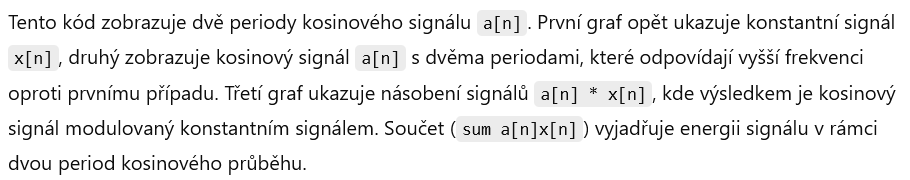 Tento kód zobrazuje dvě periody kosinového signálu a[n]. První graf opět ukazuje konstantní signál
x[n], druhý zobrazuje kosinový signál a[n] s dvěma periodami, které odpovídají vyšší frekvenci
oproti prvnímu případu. Třetí graf ukazuje násobení signálů a[n] * x[n], kde výsledkem je kosinový
signál modulovaný konstantním signálem. Součet (sum a[n]x[n]) vyjadřuje energii signálu v rámci
dvou period kosinového průběhu.